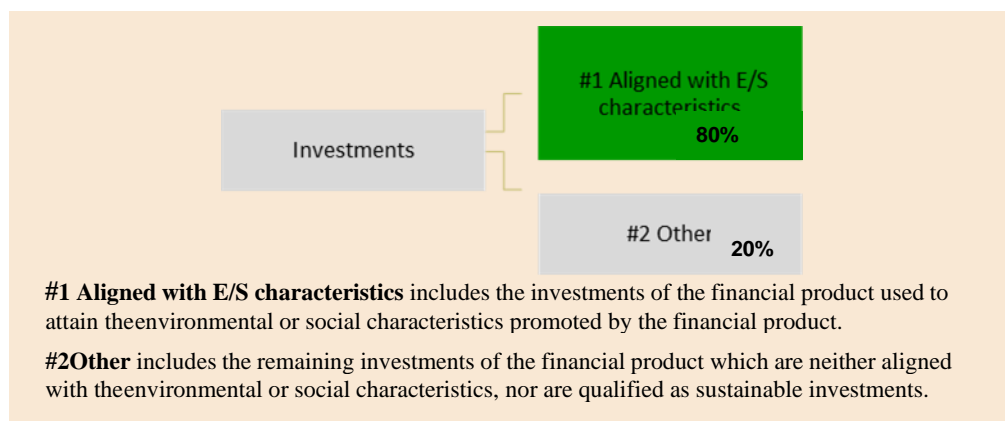 #1 Aligned with E/S
characteristics
80%
Investments
#2 Other
20%
#1 Aligned with E/S characteristics includes the investments of the financial product used to
attain theenvironmental or social characteristics promoted by the financial product.
#2Other includes the remaining investments of the financial product which are neither aligned
with theenvironmental or social characteristics, nor are qualified as sustainable investments.